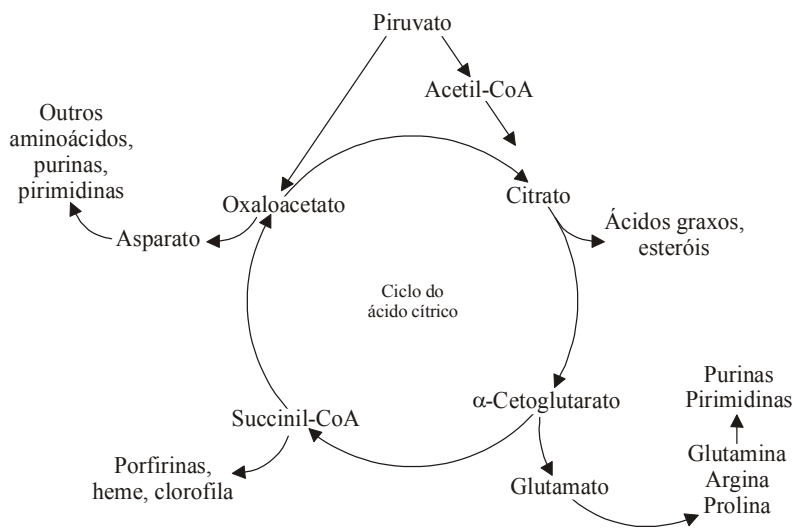 Piruvato
Acetil-CoA
Outros
aminoácidos,
purinas,
pirimidinas
Oxaloacetato
Citrato
Asparato
Ácidos graxos,
esteróis
Ciclo do
ácido cítrico
Purinas
Pirimidinas
α-Cetoglutarato
Succinil-CoA
Porfirinas,
heme, clorofila
Glutamato
Glutamina
Argina
Prolina